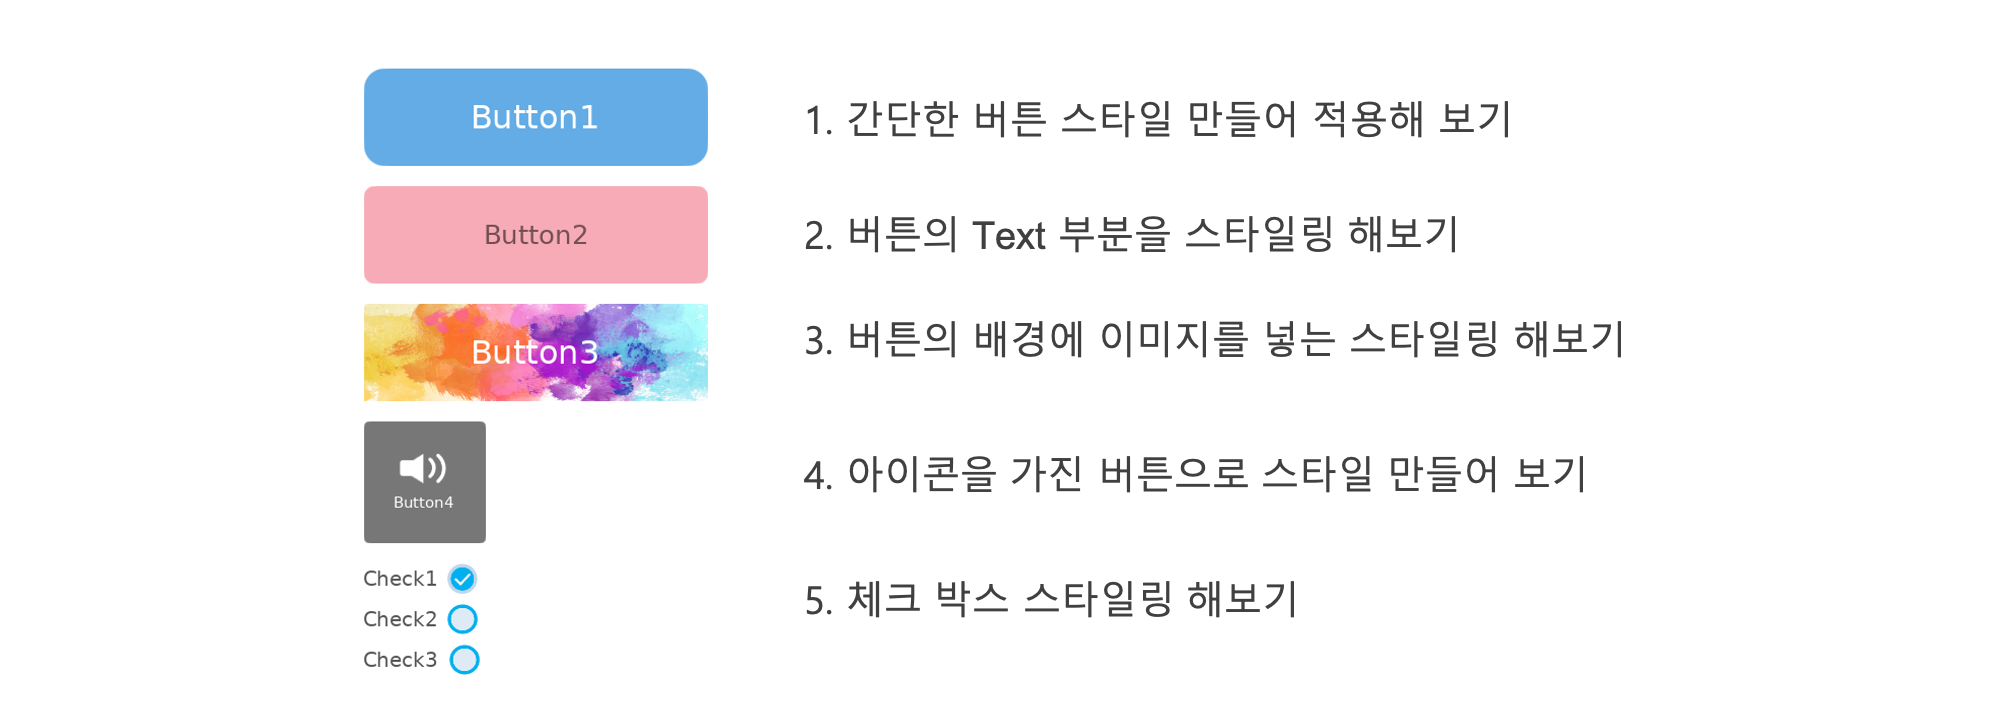 Button1
1. 간단한 버튼 스타일 만들어 적용해 보기
Button2
2. 버튼의 Text 부분을 스타일링 해보기
Button3
3. 버튼의 배경에 이미지를 넣는 스타일링 해보기
Button4
4. 아이콘을 가진 버튼으로 스타일 만들어 보기
Check1
Check2
Check3
5. 체크 박스 스타일링 해보기